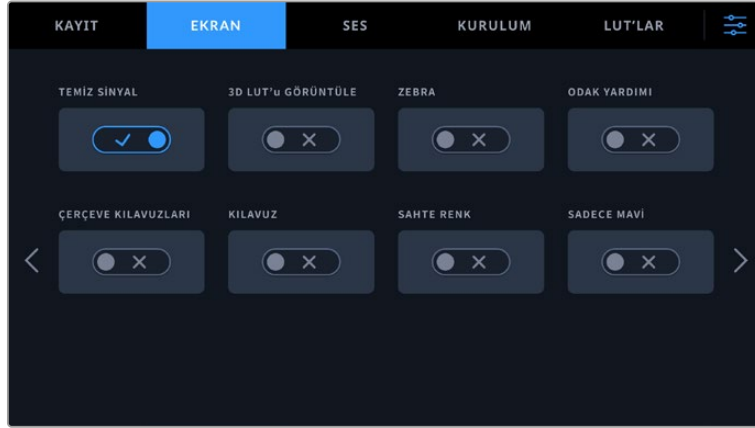 KAYIT EKRAN SES KURULUM LUT'LAR
TEMİZ SİNYAL 3D LUT'u GÖRÜNTÜLE ZEBRA ODAK YARDIMI
ÇERÇEVE KILAVUZLARI KILAVUZ SAHTE RENK SADECE MAVİ